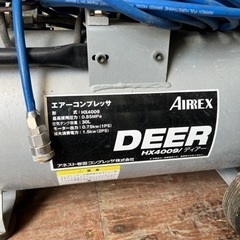 エアーコンプレッサ
AIRREX
型　　式：HX4009
最高使用圧力：0.85MPa
空気タンク容量：30L
モーター出力：0.75kw(1PS)
DEER
HX4009/ディアー
アネスト岩田コンプレッサ株式会社